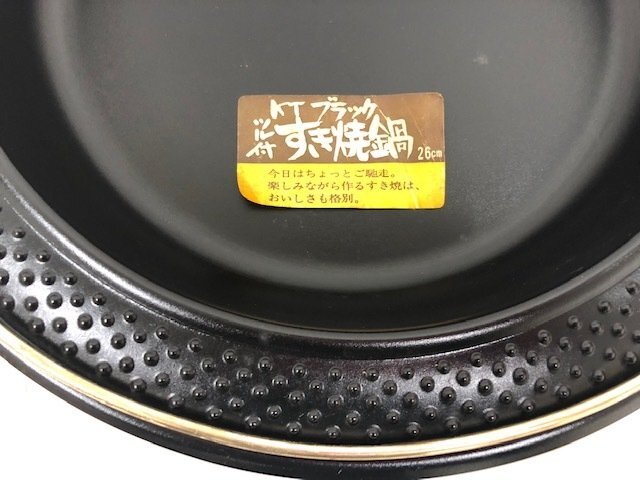 KTブラック
ツル付
すき焼鍋 26cm
今日はちょっとご馳走。
楽しみながら作るすき焼は、
おいしさも格別。